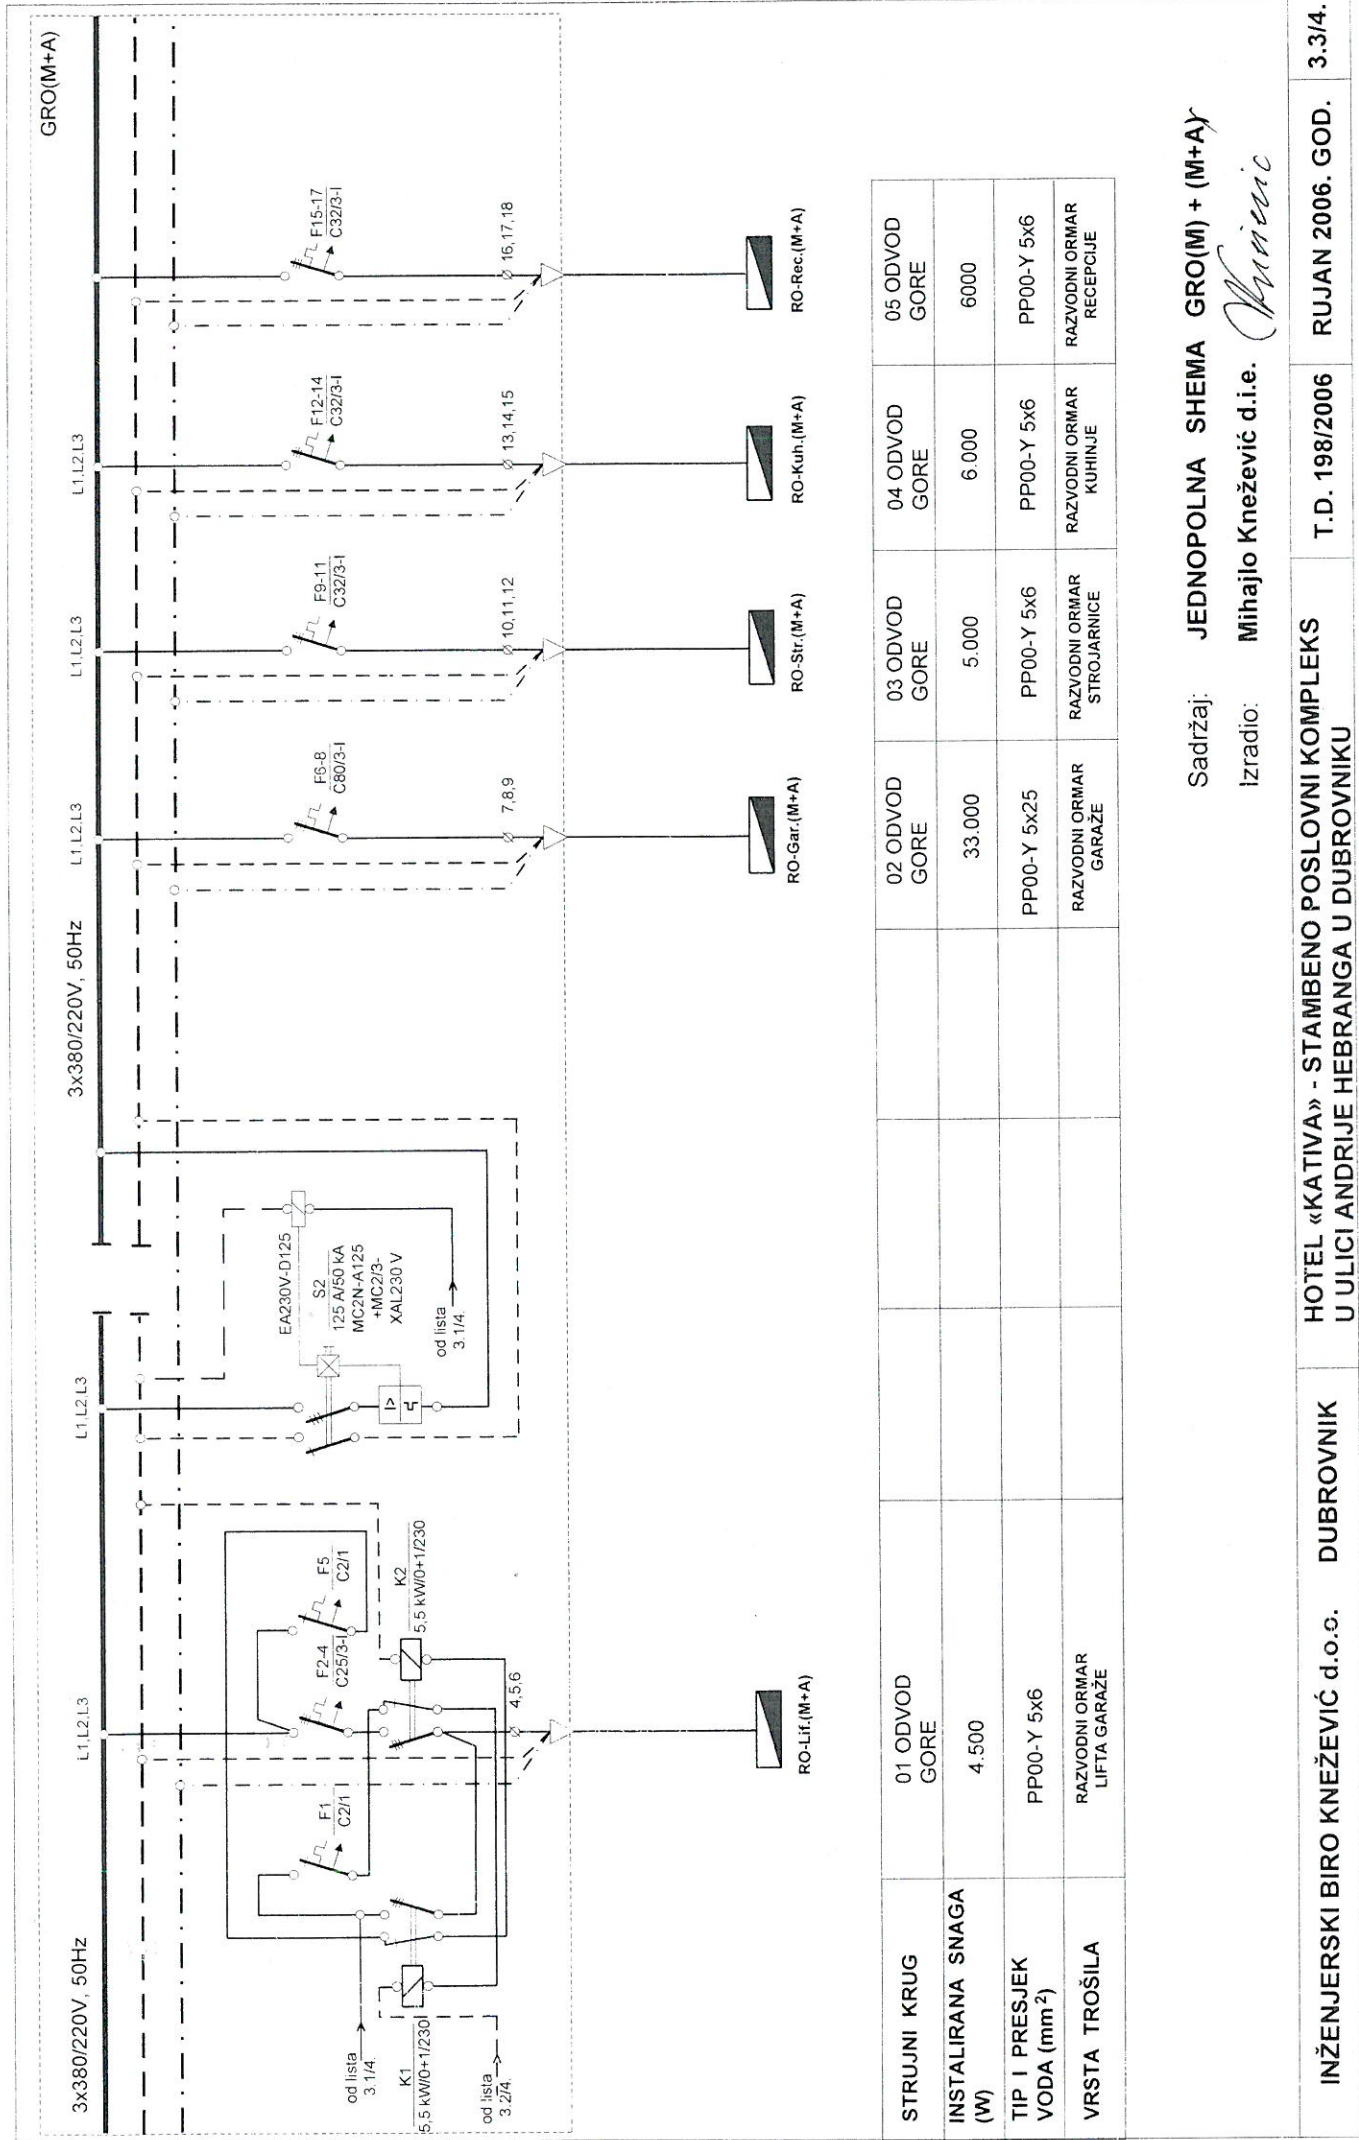 GRO(M+A)
3x380/220V, 50Hz
L1,L2,L3
L1,L2,L3
3x380/220V, 50Hz
L1,L2,L3
L1,L2,L3
L1,L2,L3
od lista
3.1/4.
K1
5,5 kW/0+1/230
od lista
3.2/4.
F1
C2/1
F2-4
C25/3-I
F5
C2/1
K2
5,5 kW/0+1/230
4,5,6
RO-Lif.(M+A)
EA230V-D125
S2
125 A/50 kA
MC2N-A125
+MC2/3-
XAL230 V
I>
od lista
3.1/4.
F6-8
C80/3-I
7,8,9
RO-Gar.(M+A)
F9-11
C32/3-I
10,11,12
RO-Str.(M+A)
F12-14
C32/3-I
13,14,15
RO-Kuh.(M+A)
F15-17
C32/3-I
16,17,18
RO-Rec.(M+A)
STRUJNI KRUG
01 ODVOD
GORE
02 ODVOD
GORE
03 ODVOD
GORE
04 ODVOD
GORE
05 ODVOD
GORE
INSTALIRANA SNAGA
(W)
4.500
33.000
5.000
6.000
6000
TIP I PRESJEK
VODA (mm²)
PP00-Y 5x6
PP00-Y 5x25
PP00-Y 5x6
PP00-Y 5x6
PP00-Y 5x6
VRSTA TROŠILA
RAZVODNI ORMAR
LIFTA GARAŽE
RAZVODNI ORMAR
GARAŽE
RAZVODNI ORMAR
STROJARNICE
RAZVODNI ORMAR
KUHINJE
RAZVODNI ORMAR
RECEPCIJE
Sadržaj: JEDNOPOLNA SHEMA GRO(M) + (M+A)
Izradio: Mihajlo Knežević d.i.e.
INŽENJERSKI BIRO KNEŽEVIĆ d.o.o. DUBROVNIK
HOTEL «KATIVA» - STAMBENO POSLOVNI KOMPLEKS
U ULICI ANDRIJE HEBRANGA U DUBROVNIKU
T.D. 198/2006
RUJAN 2006. GOD.
3.3/4.